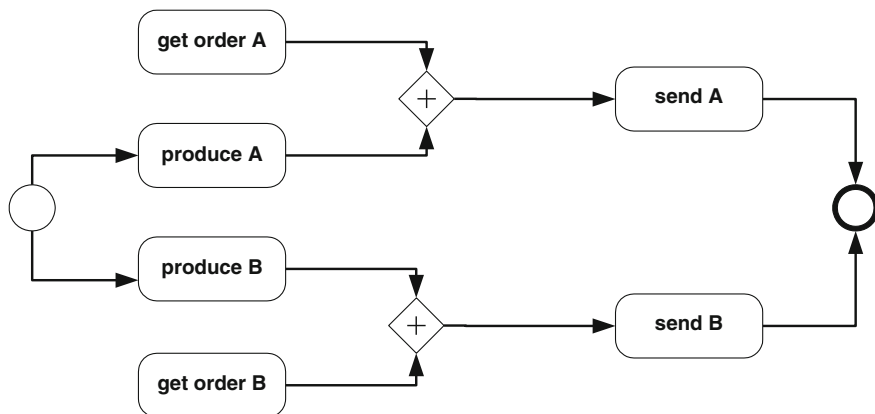 get order A
produce A
send A
produce B
send B
get order B